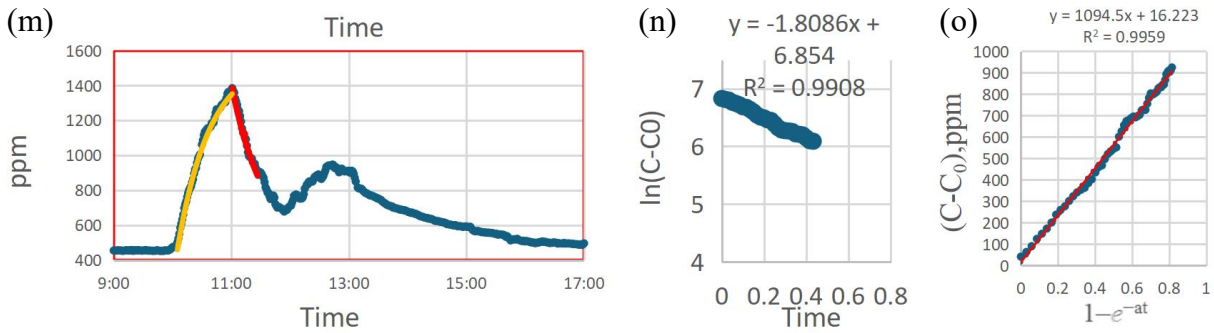 (m)
Time
ppm
1600
1400
1200
1000
800
600
400
9:00 11:00 13:00 15:00 17:00
Time
(n)
y = -1.8086x +
6.854
R² = 0.9908
ln(C-C0)
7
6
5
4
0 0.2 0.4 0.6 0.8
Time
(o)
y = 1094.5x + 16.223
R² = 0.9959
(C-C₀),ppm
1000
900
800
700
600
500
400
300
200
100
0
0 0.2 0.4 0.6 0.8 1
1−e^{−at}